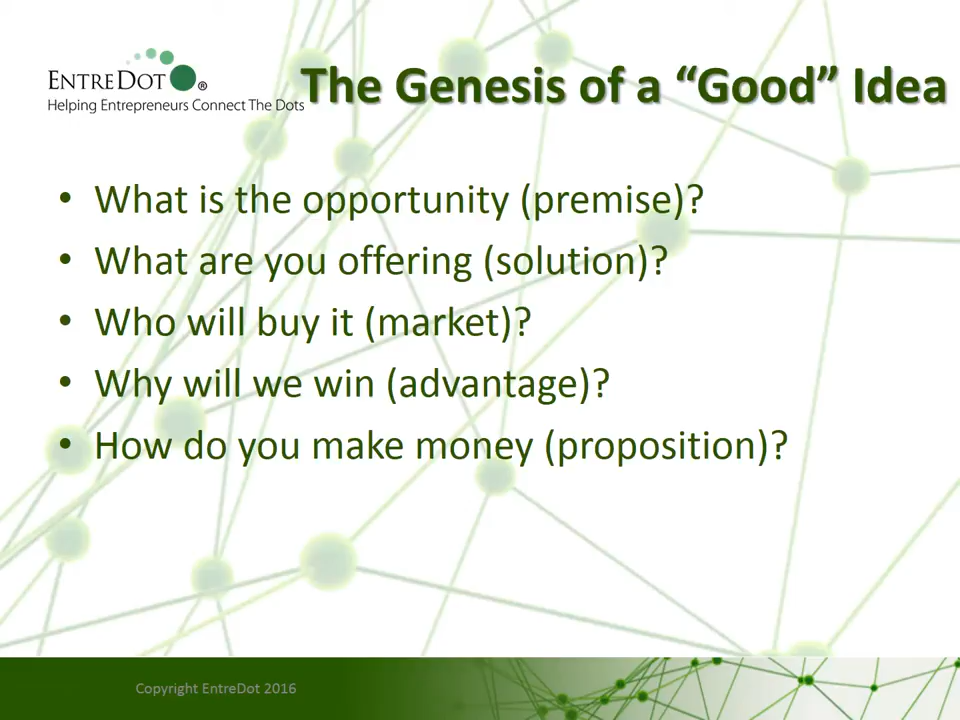 ENTREDOT®
Helping Entrepreneurs Connect The Dots
The Genesis of a “Good” Idea
• What is the opportunity (premise)?
• What are you offering (solution)?
• Who will buy it (market)?
• Why will we win (advantage)?
• How do you make money (proposition)?
Copyright EntreDot 2016